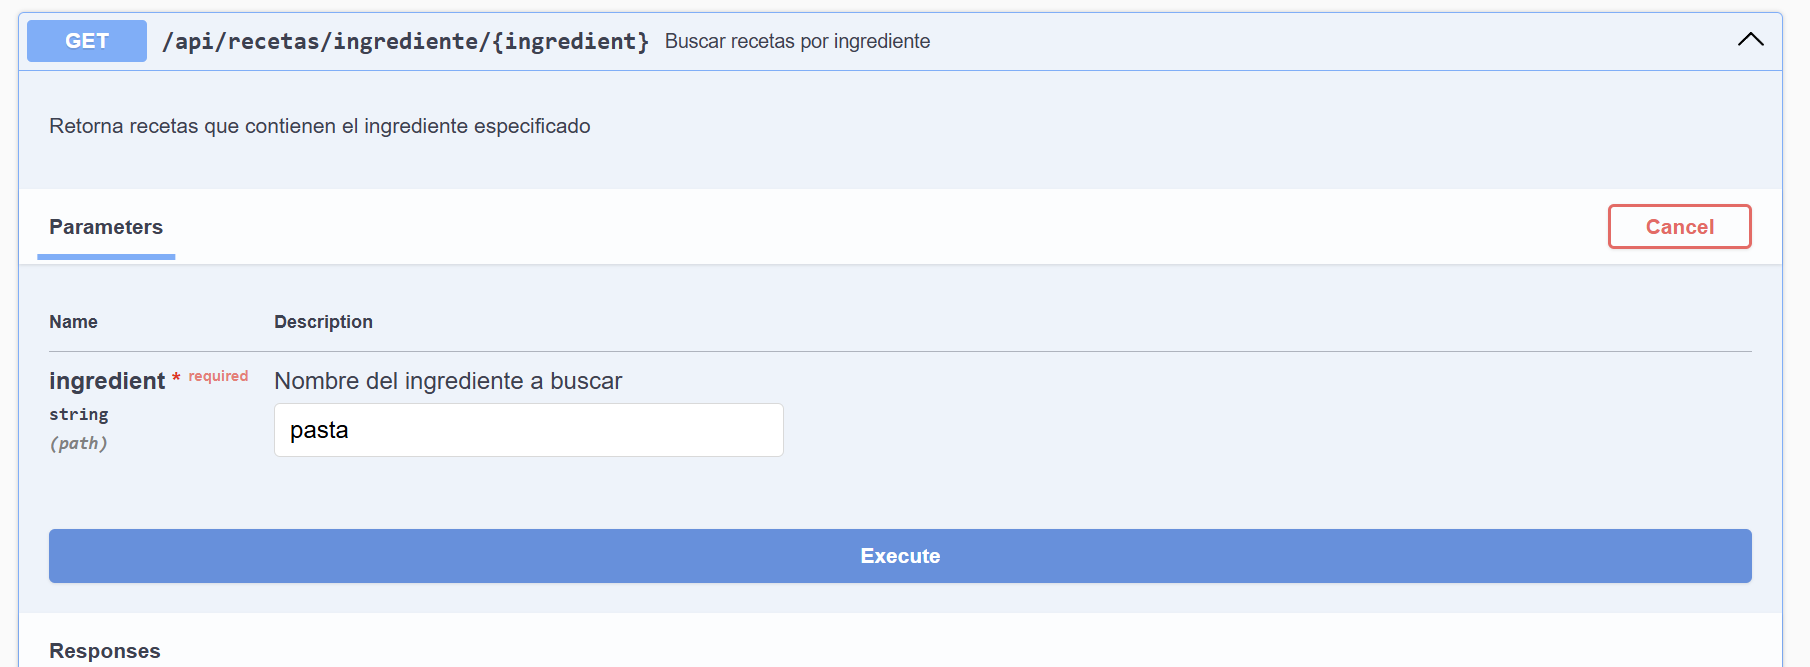 GET /api/recetas/ingrediente/{ingredient} Buscar recetas por ingrediente
Retorna recetas que contienen el ingrediente especificado
Parameters Cancel
Name Description
ingredient * required Nombre del ingrediente a buscar
string
pasta
(path)
Execute
Responses